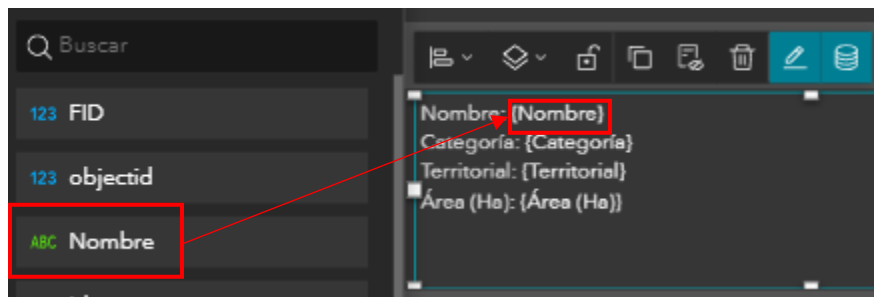 Buscar
123 FID
123 objectid
ABC Nombre
Nombre: {Nombre}
Categoría: {Categoría}
Territorial: {Territorial}
Área (Ha): {Área (Ha)}